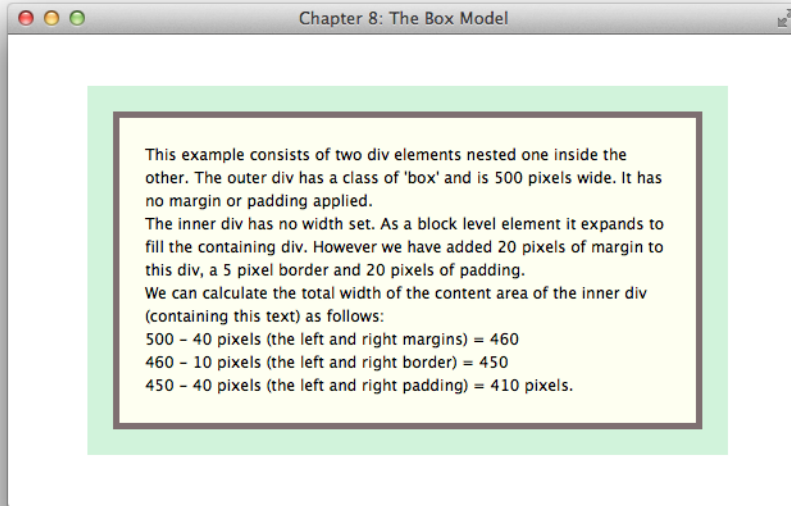 Chapter 8: The Box Model
This example consists of two div elements nested one inside the
other. The outer div has a class of 'box' and is 500 pixels wide. It has
no margin or padding applied.
The inner div has no width set. As a block level element it expands to
fill the containing div. However we have added 20 pixels of margin to
this div, a 5 pixel border and 20 pixels of padding.
We can calculate the total width of the content area of the inner div
(containing this text) as follows:
500 – 40 pixels (the left and right margins) = 460
460 – 10 pixels (the left and right border) = 450
450 – 40 pixels (the left and right padding) = 410 pixels.